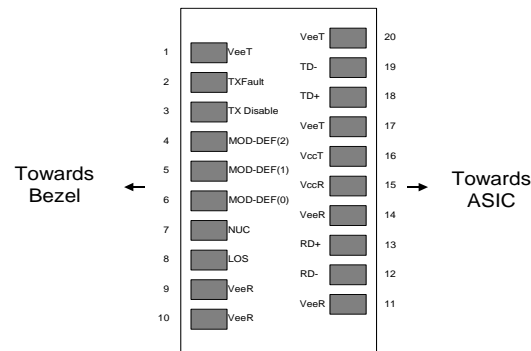 VeeT 20
1 VeeT
TD- 19
2 TXFault
TD+ 18
3 TX Disable
VeeT 17
4 MOD-DEF(2)
VccT 16
5 MOD-DEF(1)
VccR 15
6 MOD-DEF(0)
VeeR 14
7 NUC
RD+ 13
8 LOS
RD- 12
9 VeeR
VeeR 11
10 VeeR
Towards
Bezel
Towards
ASIC